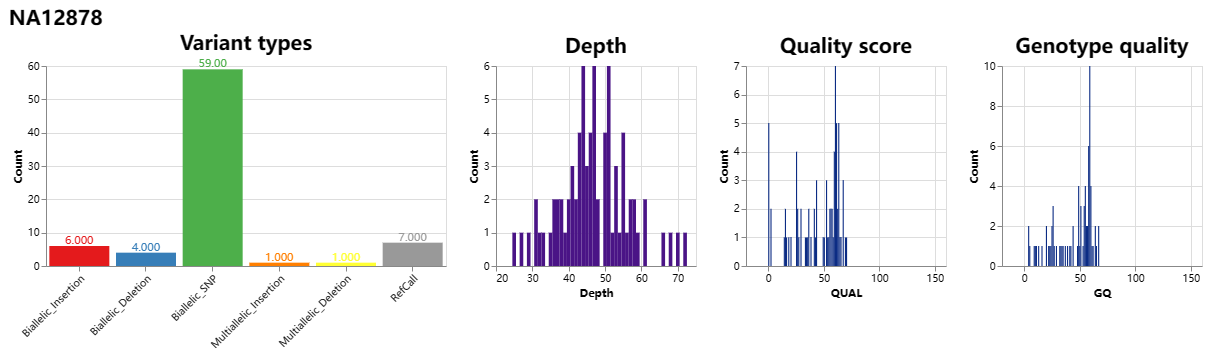 NA12878
Variant types
Count
60
50
40
30
20
10
0
6.000
4.000
59.00
1.000
1.000
7.000
Biallelic_Insertion
Biallelic_Deletion
Biallelic_SNP
Multiallelic_Insertion
Multiallelic_Deletion
RefCall
Depth
Count
6
5
4
3
2
1
0
20 30 40 50 60 70
Depth
Quality score
Count
7
6
5
4
3
2
1
0
0 50 100 150
QUAL
Genotype quality
Count
10
8
6
4
2
0
0 50 100 150
GQ